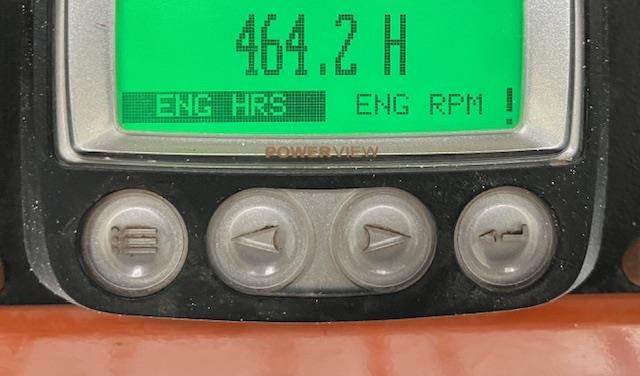 464.2 H
ENG HRS ENG RPM !
POWERVIEW